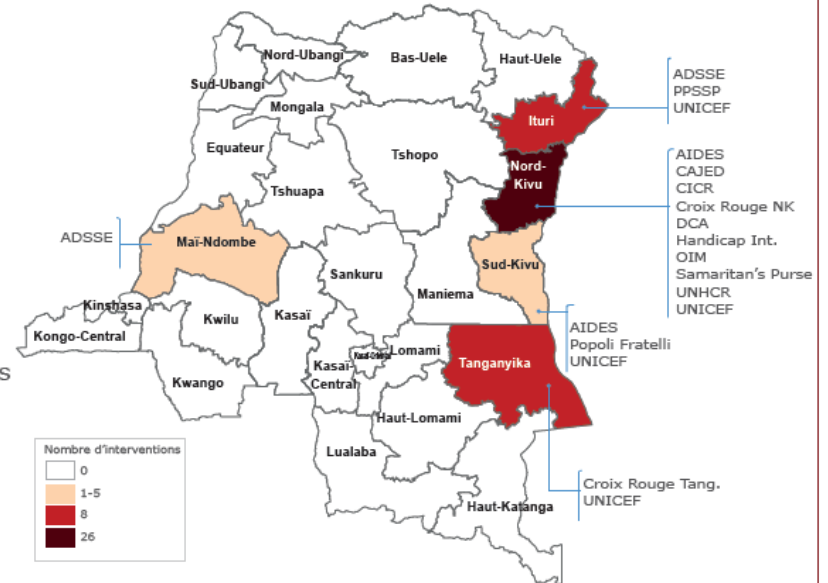 Nord-Ubangi
Bas-Uele
Haut-Uele
Sud-Ubangi
Mongala
Ituri
ADSSE
PPSSP
UNICEF
Equateur
Tshopo
Nord-
Kivu
Tshuapa
AIDES
CAJED
CICR
Croix Rouge NK
DCA
Handicap Int.
OIM
Samaritan's Purse
UNHCR
UNICEF
ADSSE
Maï-Ndombe
Sud-Kivu
Sankuru
Maniema
Kinshasa
Kwilu
Kasaï
Kongo-Central
AIDES
Popoli Fratelli
UNICEF
Lomami
Tanganyika
Kasaï-
Central
Kwango
S
Haut-Lomami
Lualaba
Croix Rouge Tang.
UNICEF
Haut-Katanga
Nombre d'interventions
0
1-5
8
26